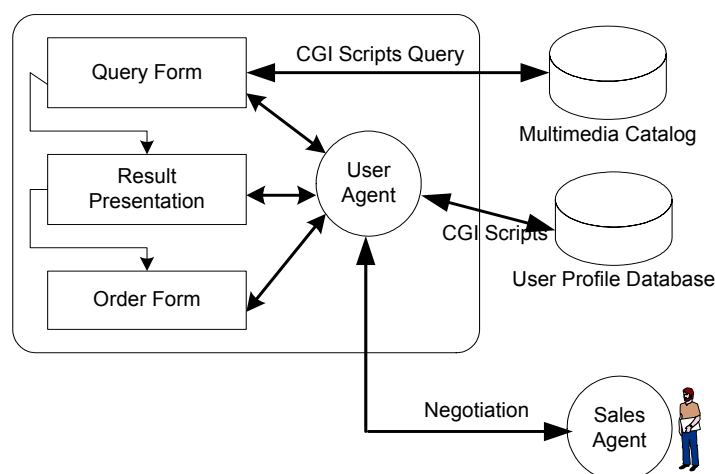 CGI Scripts Query
Query Form
Multimedia Catalog
Result
Presentation
User
Agent
CGI Scripts
User Profile Database
Order Form
Negotiation
Sales
Agent